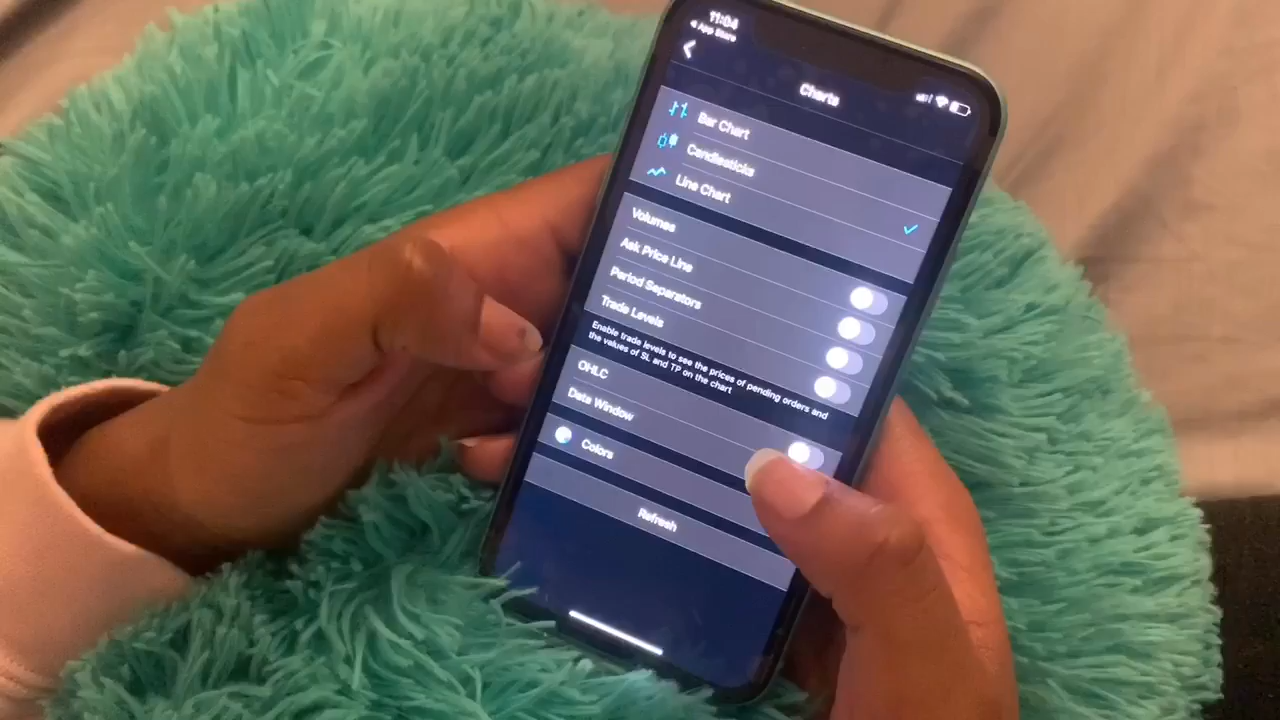 11:04
◀ App Store
Charts
Bar Chart
Candlesticks
Line Chart
Volumes
Ask Price Line
Period Separators
Trade Levels
Enable trade levels to see the prices of pending orders and
the values of SL and TP on the chart
OHLC
Data Window
Colors
Refresh